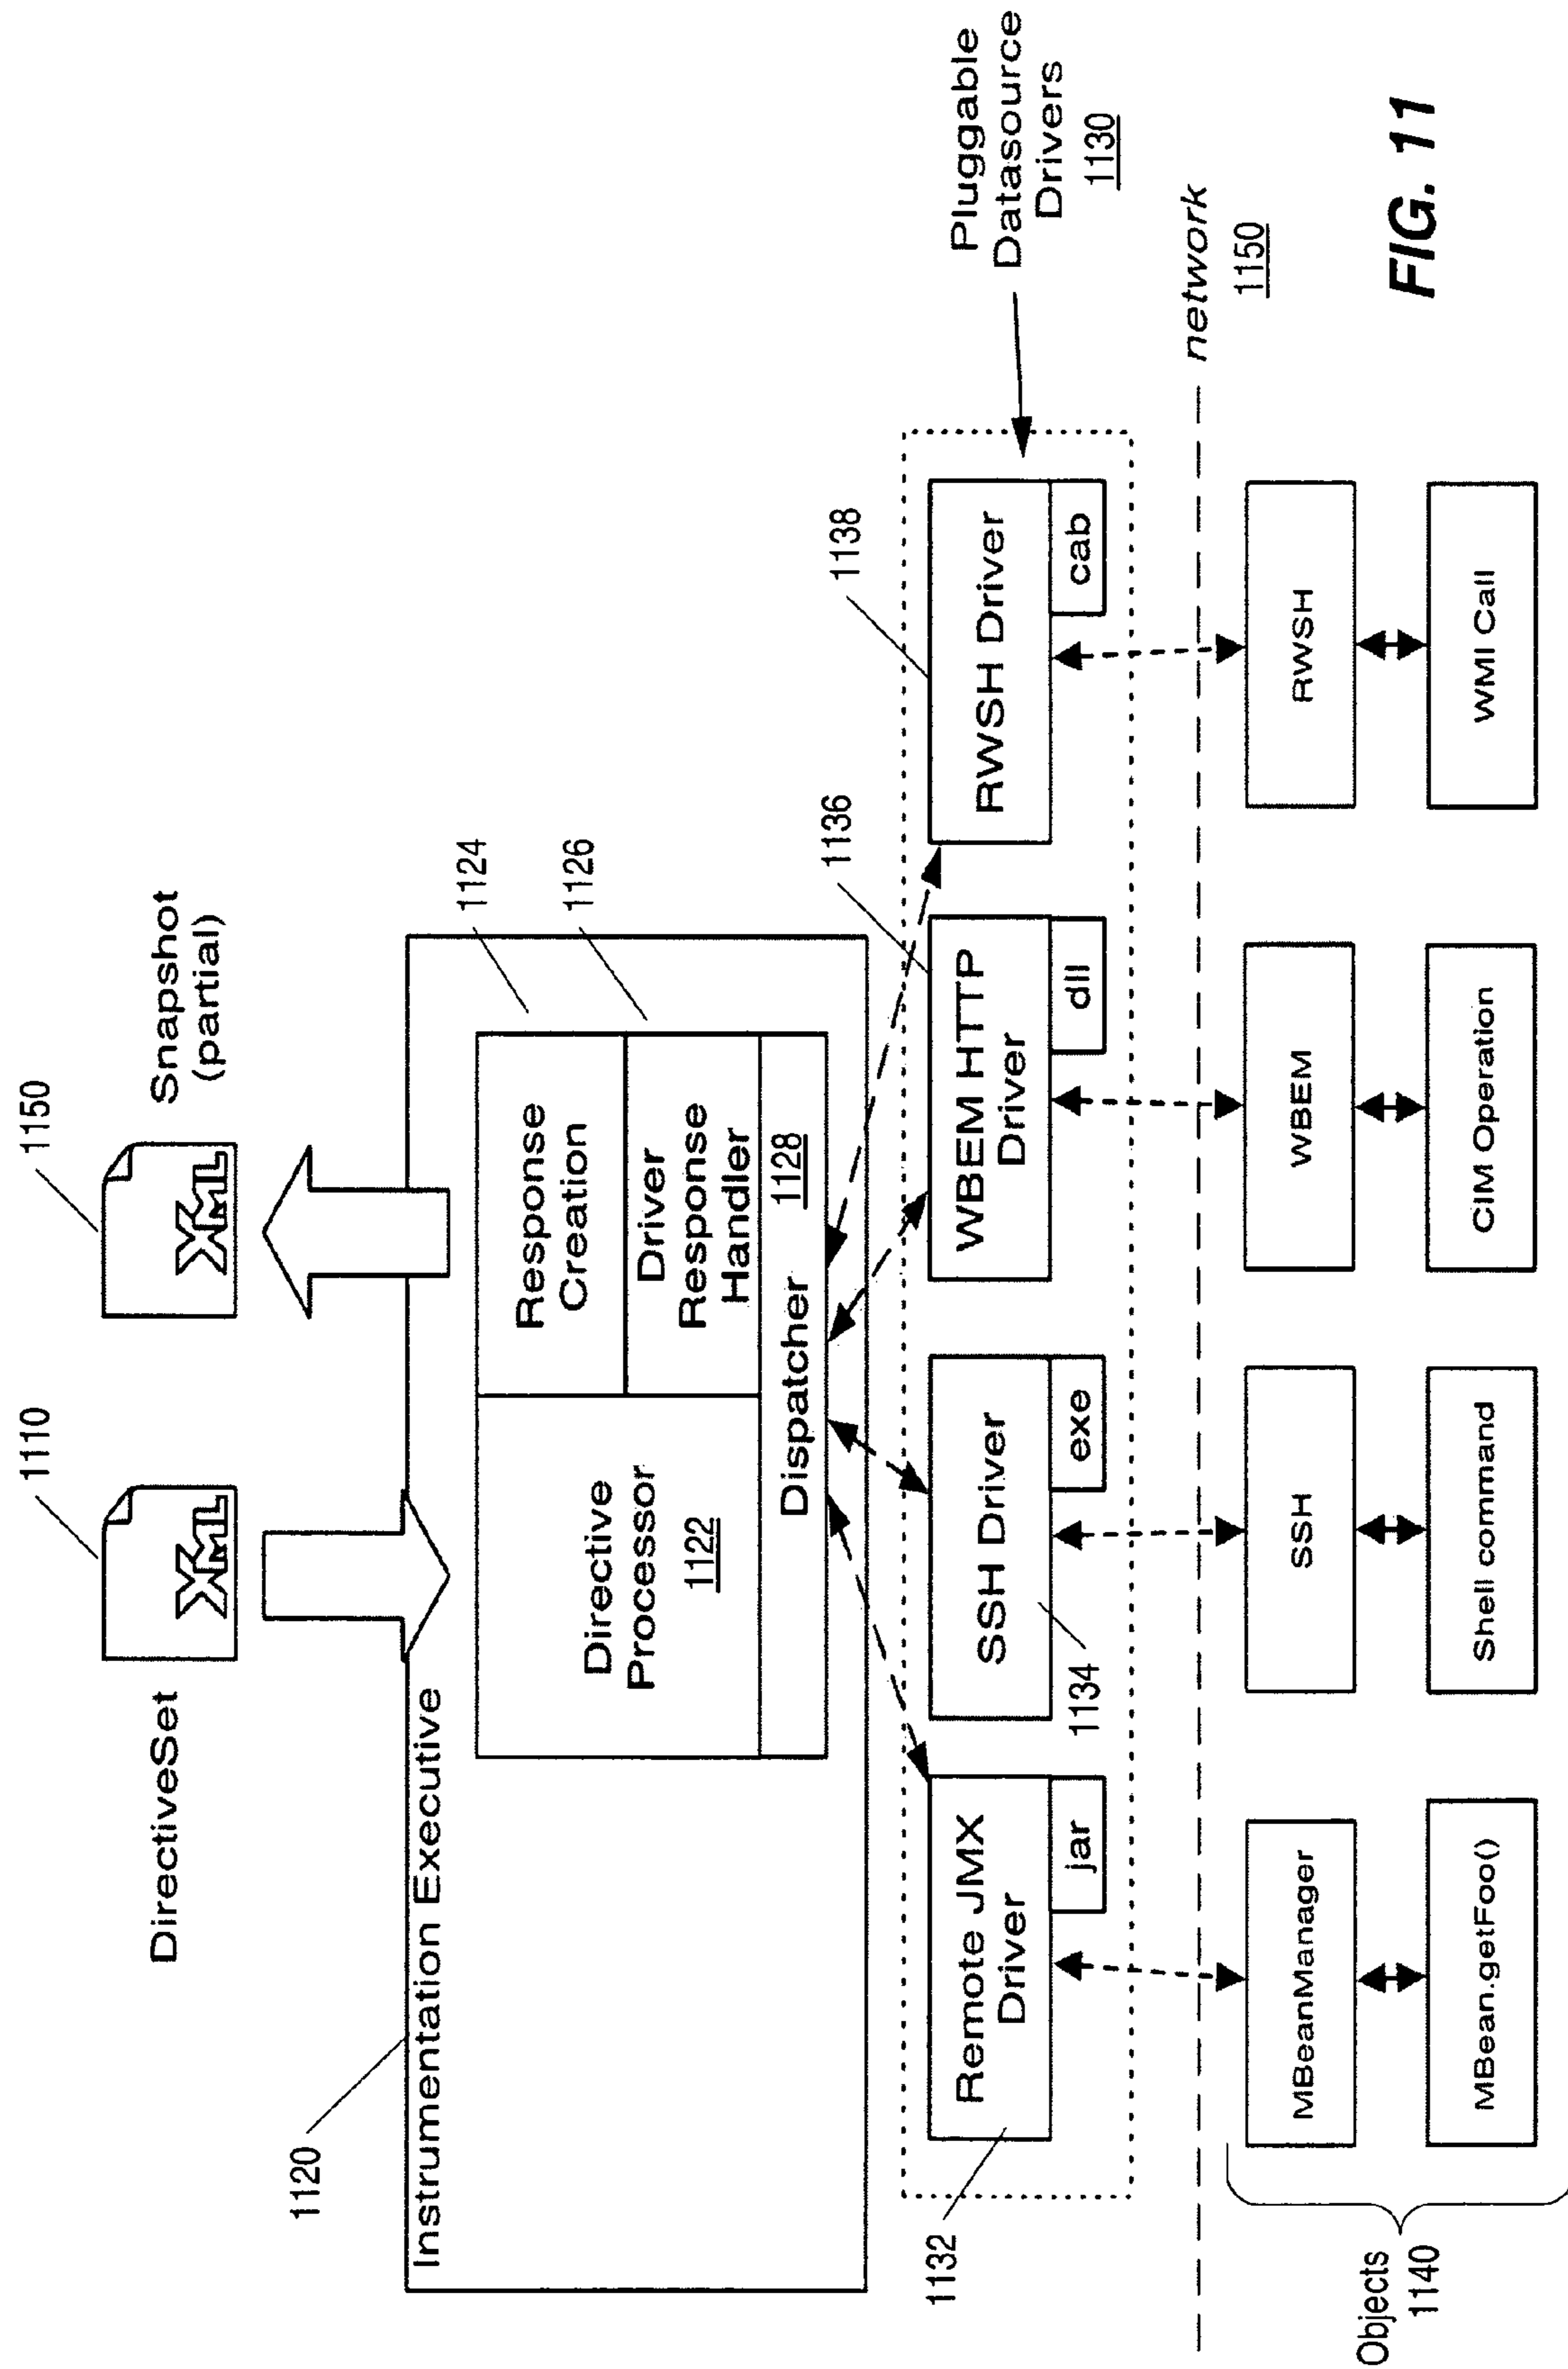 1110
1150
DirectiveSet
XML
XML
Snapshot
(partial)
1120
Instrumentation Executive
Directive
Processor
1122
Response
Creation
1124
Driver
Response
Handler
1126
Dispatcher
1128
1132
Remote JMX
Driver
jar
1134
SSH Driver
exe
1136
WBEM HTTP
Driver
dll
1138
RWSH Driver
cab
Pluggable
Datasource
Drivers
1130
network
1150
Objects
1140
MBeanManager
SSH
WBEM
RWSH
MBean.getFoo()
Shell command
CIM Operation
WMI Call
FIG. 11